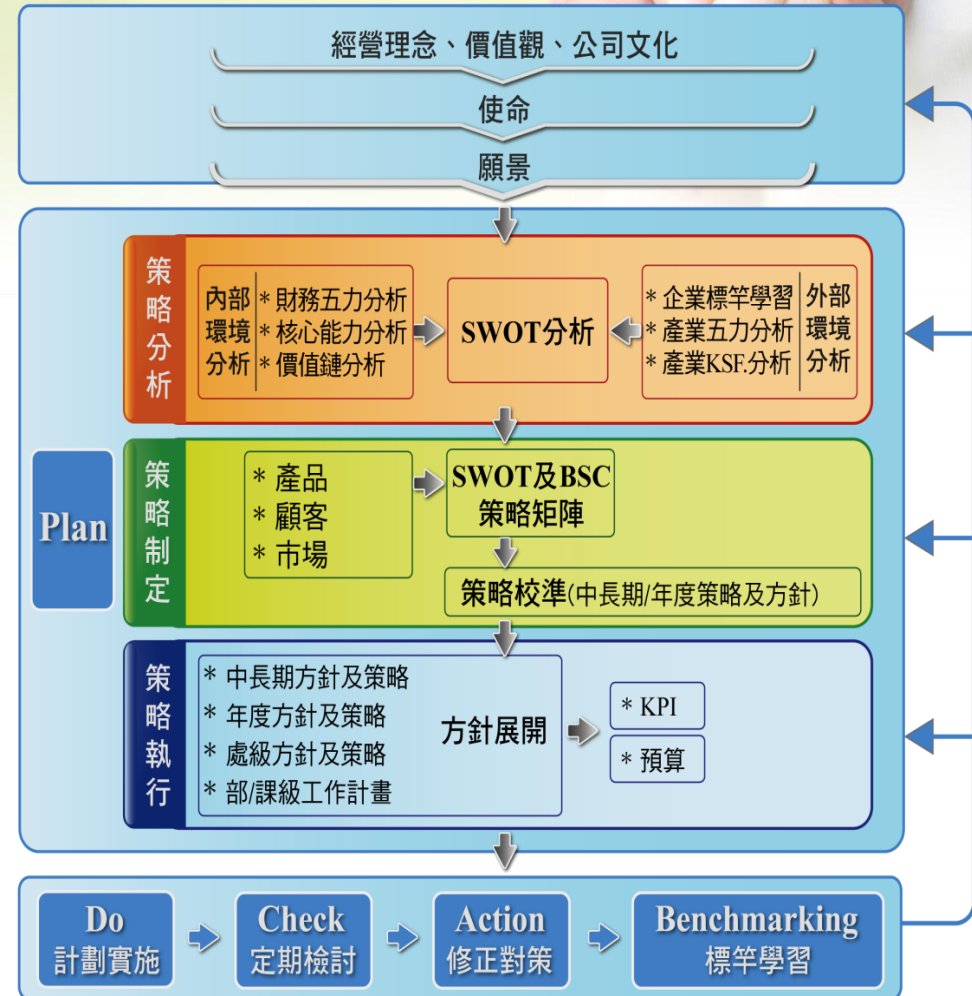 經營理念、價值觀、公司文化
使命
願景
策略分析
內部環境分析
* 財務五力分析
* 核心能力分析
* 價值鏈分析
SWOT分析
* 企業標竿學習
* 產業五力分析
* 產業KSF.分析
外部環境分析
Plan
策略制定
* 產品
* 顧客
* 市場
SWOT及BSC
策略矩陣
策略校準(中長期/年度策略及方針)
策略執行
* 中長期方針及策略
* 年度方針及策略
* 處級方針及策略
* 部/課級工作計畫
方針展開
* KPI
* 預算
Do
計劃實施
Check
定期檢討
Action
修正對策
Benchmarking
標竿學習